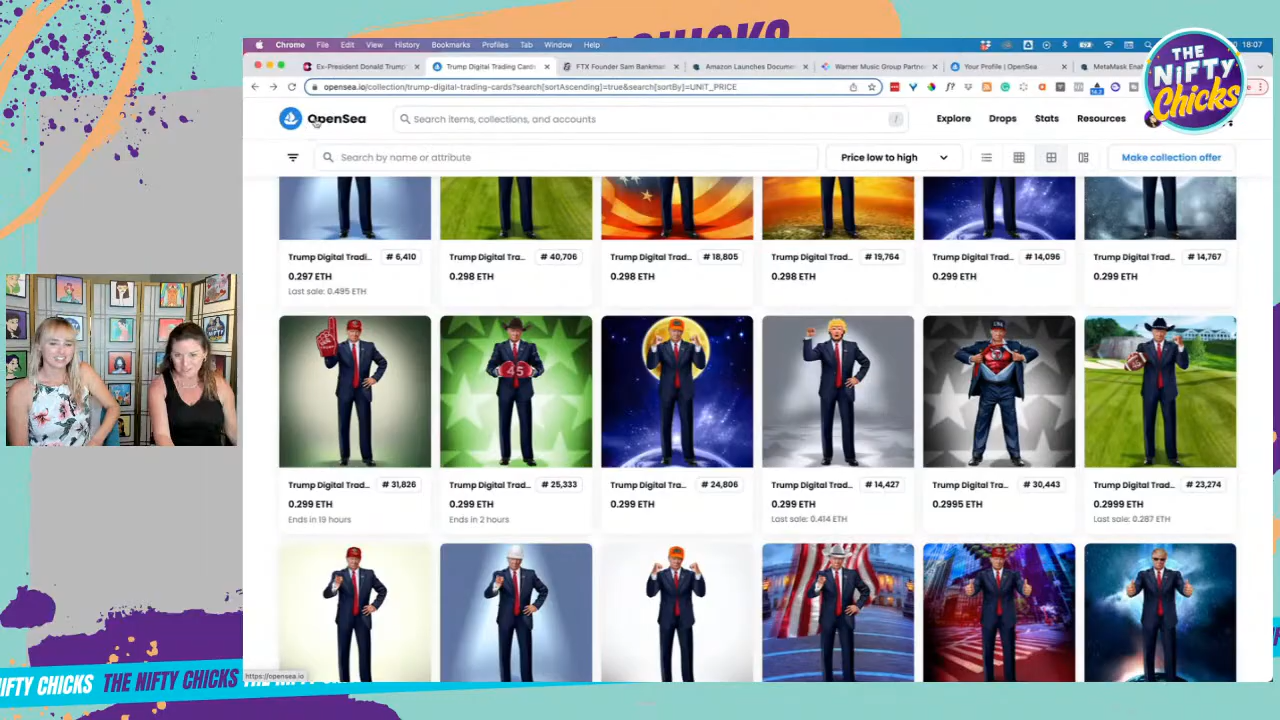 CHICKS
Chrome File Edit View History Bookmarks Profiles Tab Window Help
18:07
Ex-President Donald Trump
Trump Digital Trading Cards
FTX Founder Sam Bankman
Amazon Launches Docume
Warner Music Group Partner
Your Profile | OpenSea
MetaMask Ena
opensea.io/collection/trump-digital-trading-cards?search[sortAscending]=true&search[sortBy]=UNIT_PRICE
THE
NiFTY
Chicks
OpenSea
Search items, collections, and accounts
/
Explore Drops Stats Resources
Search by name or attribute
Price low to high
Make collection offer
Trump Digital Tradi... # 6,410
Trump Digital Tra... # 40,706
Trump Digital Trad... # 18,805
Trump Digital Trad... # 19,764
Trump Digital Trad... # 14,096
Trump Digital Trad... # 14,767
0.297 ETH 0.298 ETH 0.298 ETH 0.298 ETH 0.299 ETH 0.299 ETH
Last sale: 0.495 ETH
45
Trump Digital Trad... # 31,826
Trump Digital Trad... # 25,333
Trump Digital Tra... # 24,806
Trump Digital Trad... # 14,427
Trump Digital Tra... # 30,443
Trump Digital Trad... # 23,274
0.299 ETH 0.299 ETH 0.299 ETH 0.299 ETH 0.2995 ETH 0.2999 ETH
Ends in 19 hours
Ends in 2 hours
Last sale: 0.414 ETH
Last sale: 0.287 ETH
https://opensea.io
NIFTY CHICKS THE NIFTY CHICKS